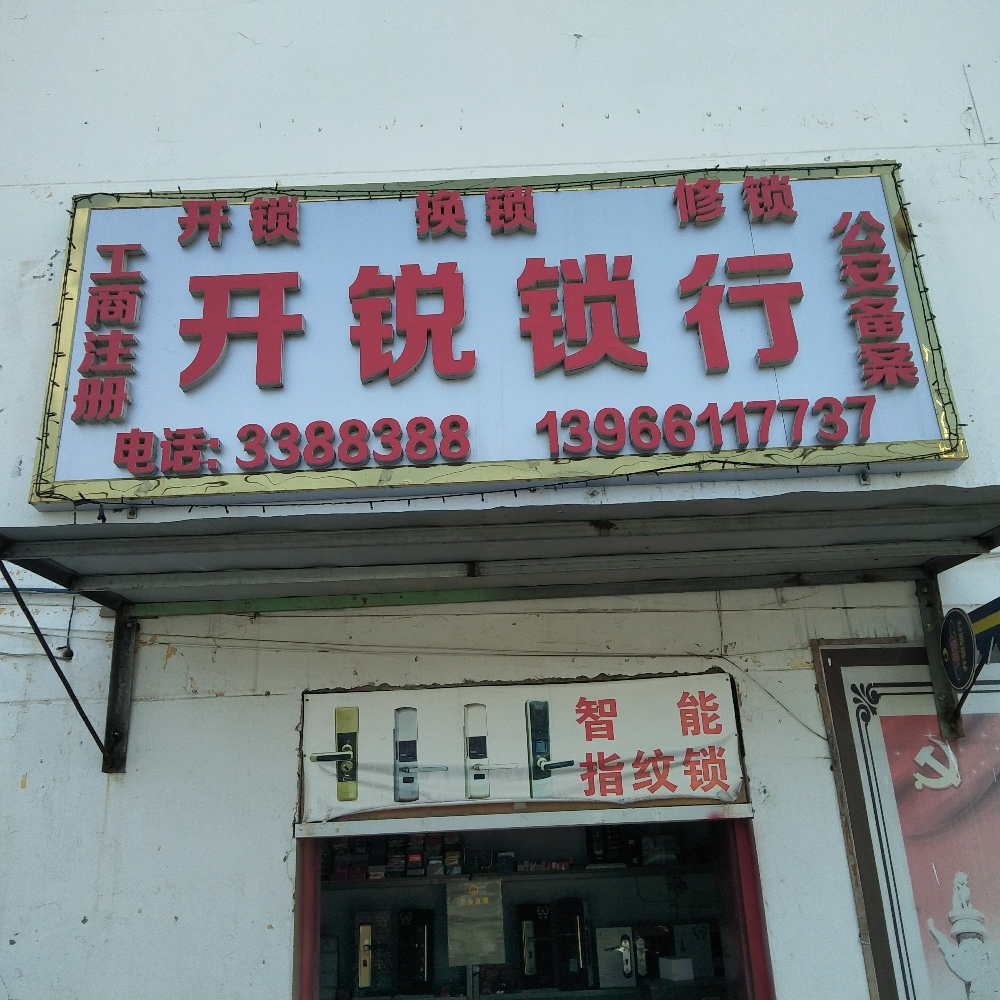 开锁 换锁 修锁
工商注册
开锐锁行
公安备案
电话: 3388388 13966117737
智能
指纹锁